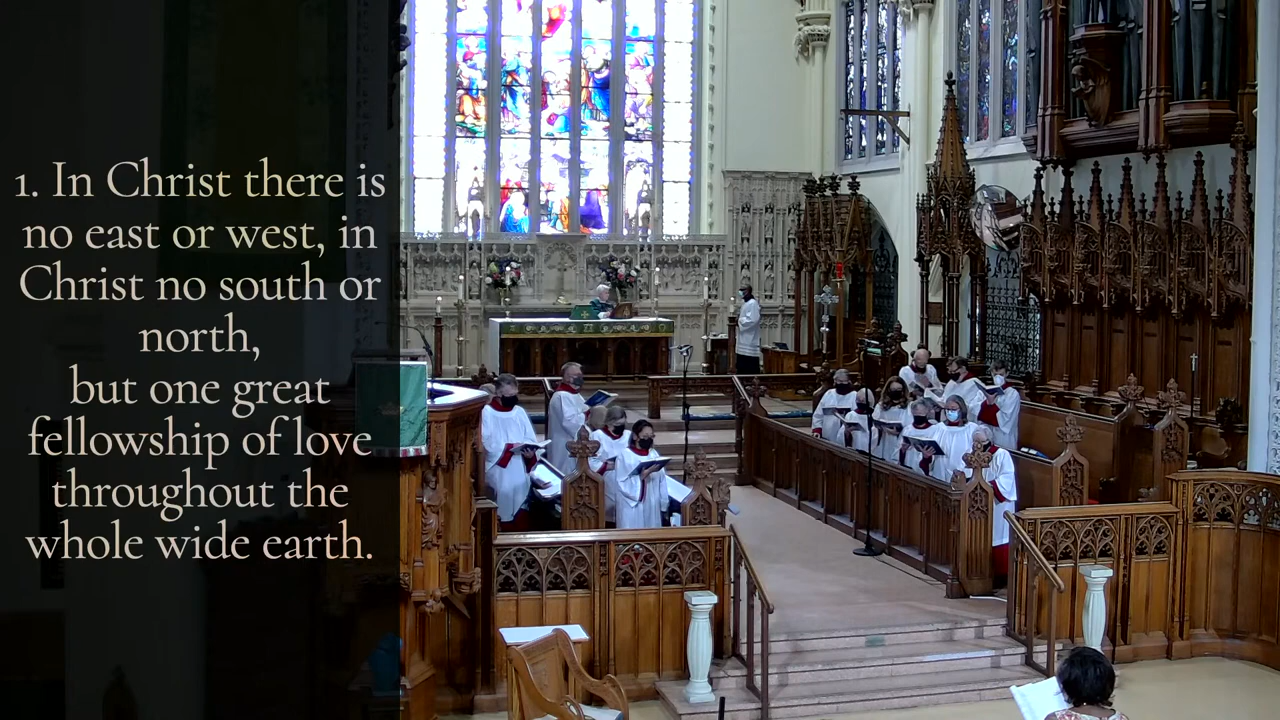 1. In Christ there is
no east or west, in
Christ no south or
north,
but one great
fellowship of love
throughout the
whole wide earth.